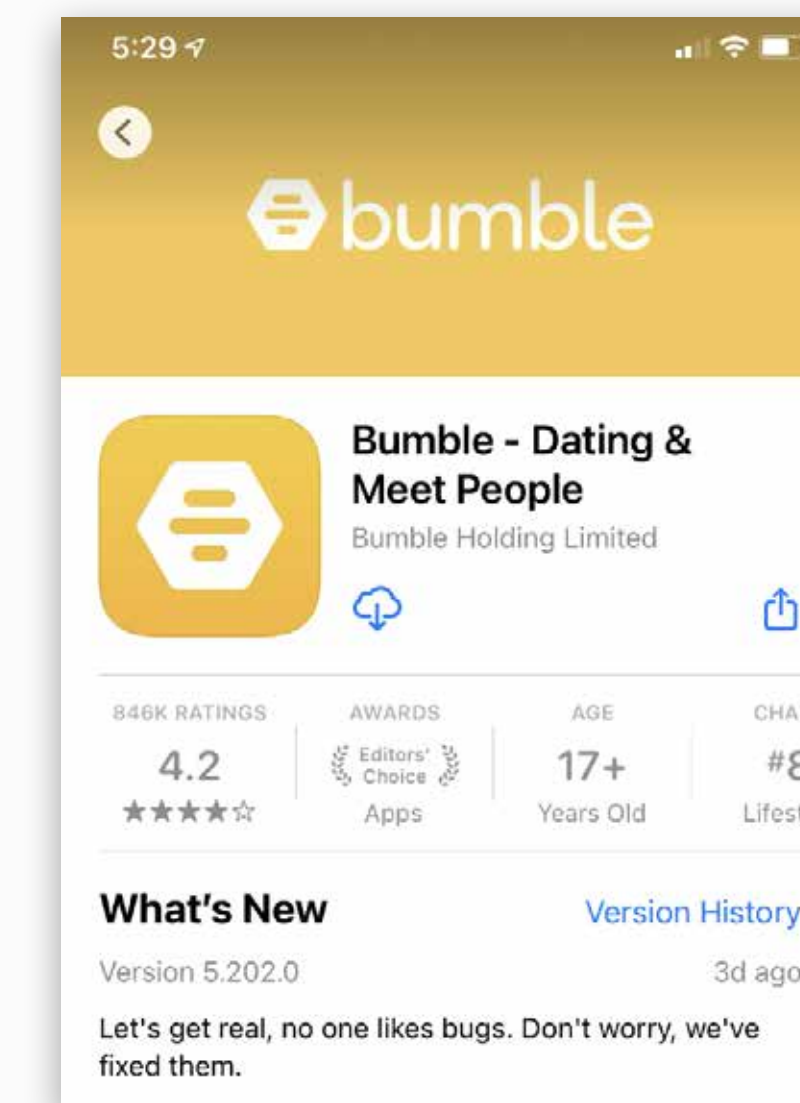 5:29
bumble
Bumble - Dating &
Meet People
Bumble Holding Limited
846K RATINGS
AWARDS
AGE
4.2
Editors'
Choice
17+
Apps
Years Old
What's New
Version History
Version 5.202.0
3d ago
Let's get real, no one likes bugs. Don't worry, we've
fixed them.